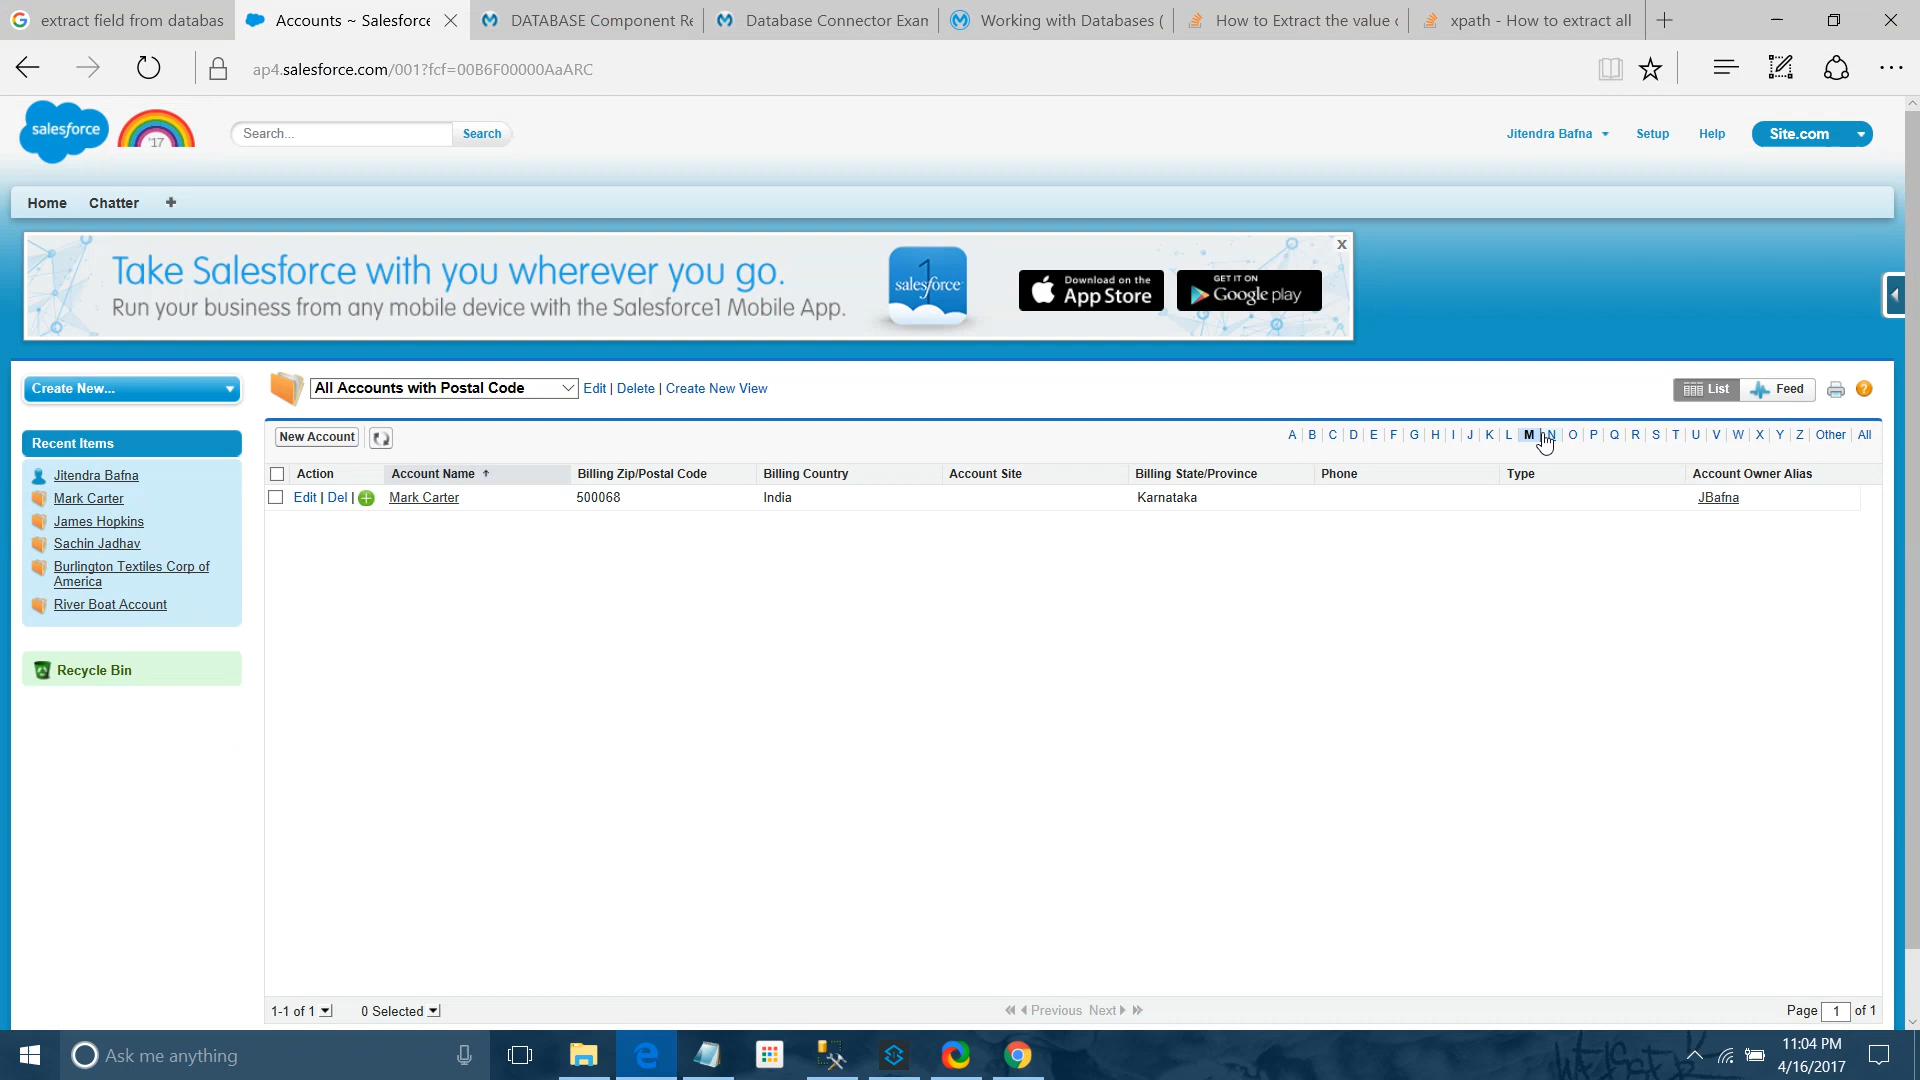 extract field from databas
Accounts ~ Salesforce
DATABASE Component Re
Database Connector Exan
Working with Databases (
How to Extract the value
xpath - How to extract all
ap4.salesforce.com/001?fcf=00B6F00000AaARC
salesforce
'17
Search...
Search
Jitendra Bafna
Setup
Help
Site.com
Home
Chatter
+
Take Salesforce with you wherever you go.
Run your business from any mobile device with the Salesforce1 Mobile App.
1
salesforce
Download on the
App Store
GET IT ON
Google play
x
Create New...
All Accounts with Postal Code
Edit | Delete | Create New View
List
Feed
?
Recent Items
Jitendra Bafna
Mark Carter
James Hopkins
Sachin Jadhav
Burlington Textiles Corp of
America
River Boat Account
Recycle Bin
New Account
A | B | C | D | E | F | G | H | I | J | K | L | M | N | O | P | Q | R | S | T | U | V | W | X | Y | Z | Other | All
Action Account Name Billing Zip/Postal Code Billing Country Account Site Billing State/Province Phone Type Account Owner Alias
Edit | Del | Mark Carter 500068 India Karnataka JBafna
1-1 of 1
0 Selected
Previous Next
Page 1 of 1
Ask me anything
11:04 PM
4/16/2017